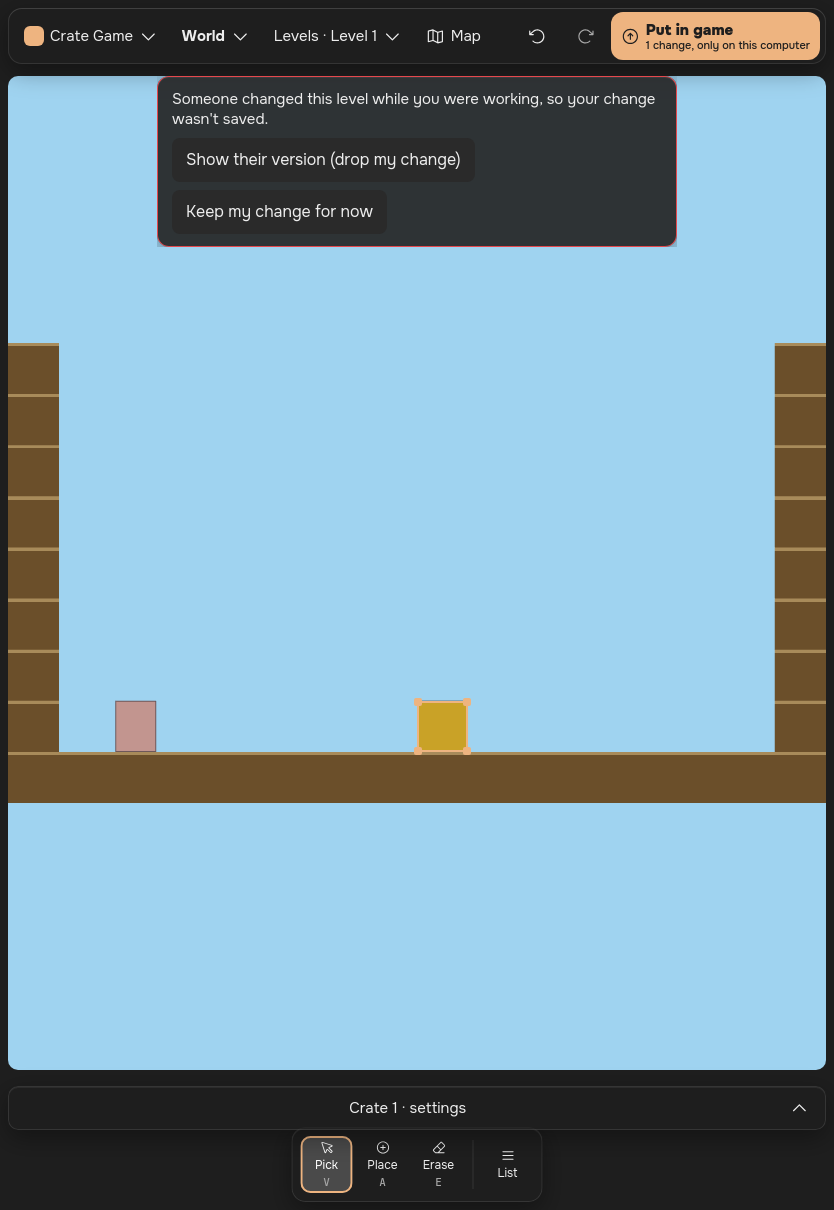 Crate Game
World
Levels · Level 1
Map
Put in game
1 change, only on this computer
Someone changed this level while you were working, so your change
wasn't saved.
Show their version (drop my change)
Keep my change for now
Crate 1 · settings
Pick
V
Place
A
Erase
E
List